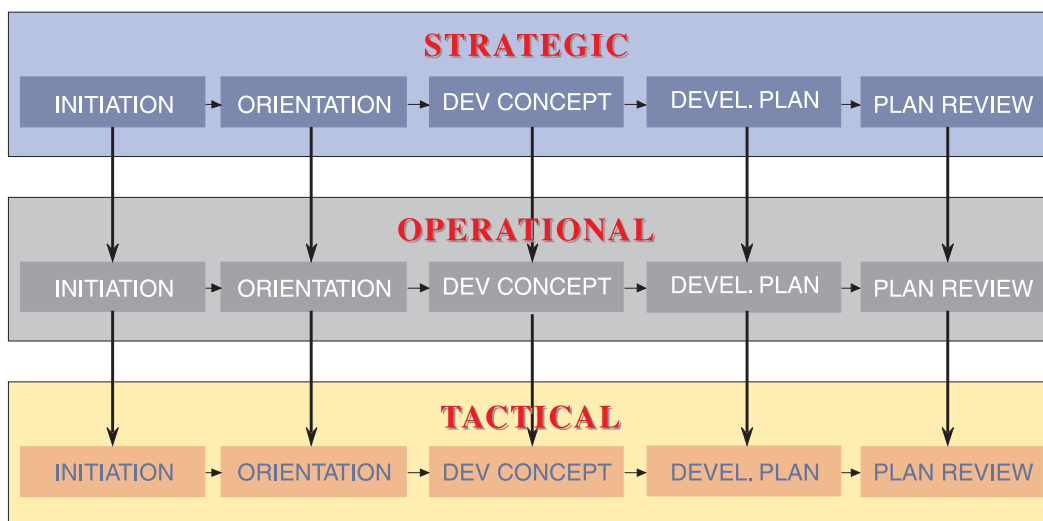 STRATEGIC
INITIATION
ORIENTATION
DEV CONCEPT
DEVEL. PLAN
PLAN REVIEW
OPERATIONAL
INITIATION
ORIENTATION
DEV CONCEPT
DEVEL. PLAN
PLAN REVIEW
TACTICAL
INITIATION
ORIENTATION
DEV CONCEPT
DEVEL. PLAN
PLAN REVIEW